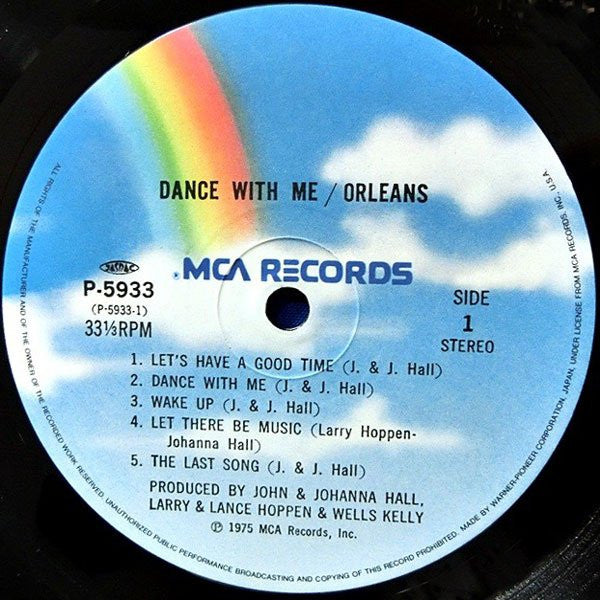 DANCE WITH ME / ORLEANS
MCA RECORDS
JASRAC
P-5933
(P-5933-1)
33⅓RPM
SIDE
1
STEREO
1. LET'S HAVE A GOOD TIME (J. & J. Hall)
2. DANCE WITH ME (J. & J. Hall)
3. WAKE UP (J. & J. Hall)
4. LET THERE BE MUSIC (Larry Hoppen-
Johanna Hall)
5. THE LAST SONG (J. & J. Hall)
PRODUCED BY JOHN & JOHANNA HALL,
LARRY & LANCE HOPPEN & WELLS KELLY
℗ 1975 MCA Records, Inc.
ALL RIGHTS OF THE MANUFACTURER AND OF THE OWNER OF THE RECORDED WORK RESERVED. UNAUTHORIZED PUBLIC PERFORMANCE BROADCASTING AND COPYING OF THIS RECORD PROHIBITED. MADE BY WARNER-PIONEER CORPORATION, JAPAN, UNDER LICENSE FROM MCA RECORDS, INC., U.S.A.